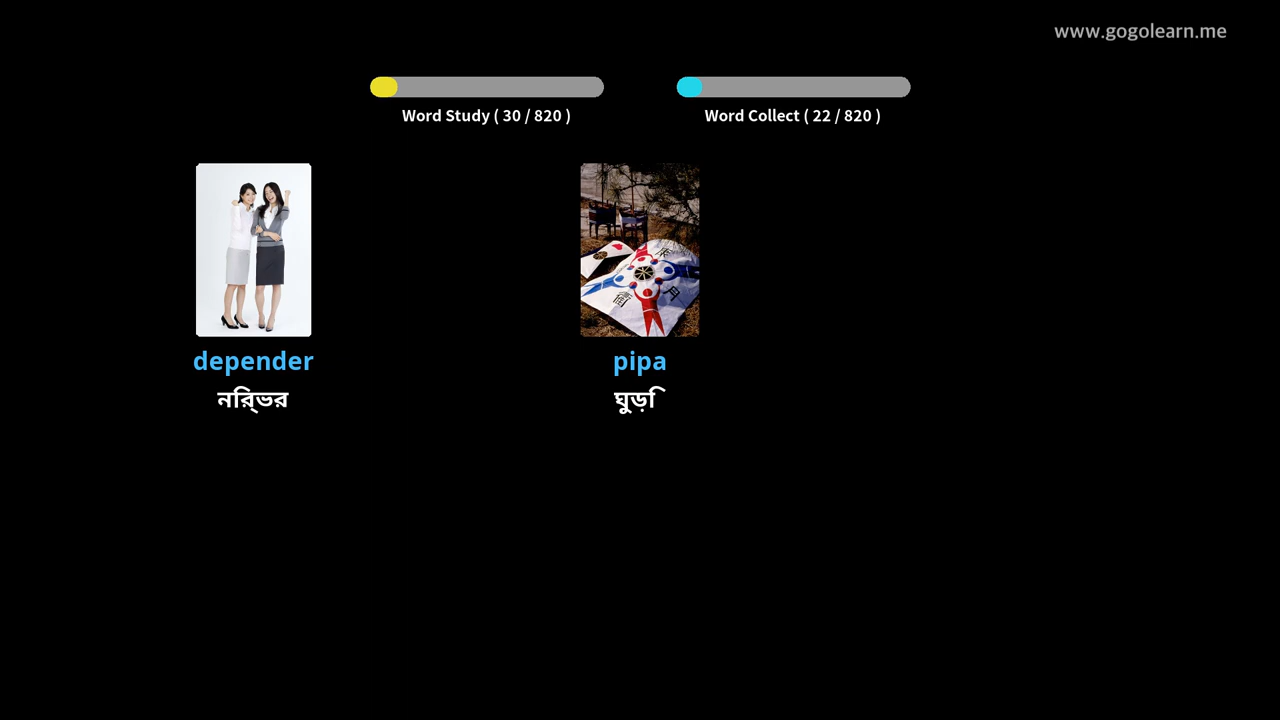 www.gogolearn.me
Word Study ( 30 / 820 )
Word Collect ( 22 / 820 )
depender
pipa
নির্ভর
ঘুড়ি